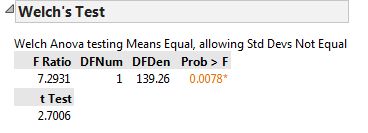 Welch's Test
Welch Anova testing Means Equal, allowing Std Devs Not Equal
F Ratio DFNum DFDen Prob > F
7.2931 1 139.26 0.0078*
t Test
2.7006